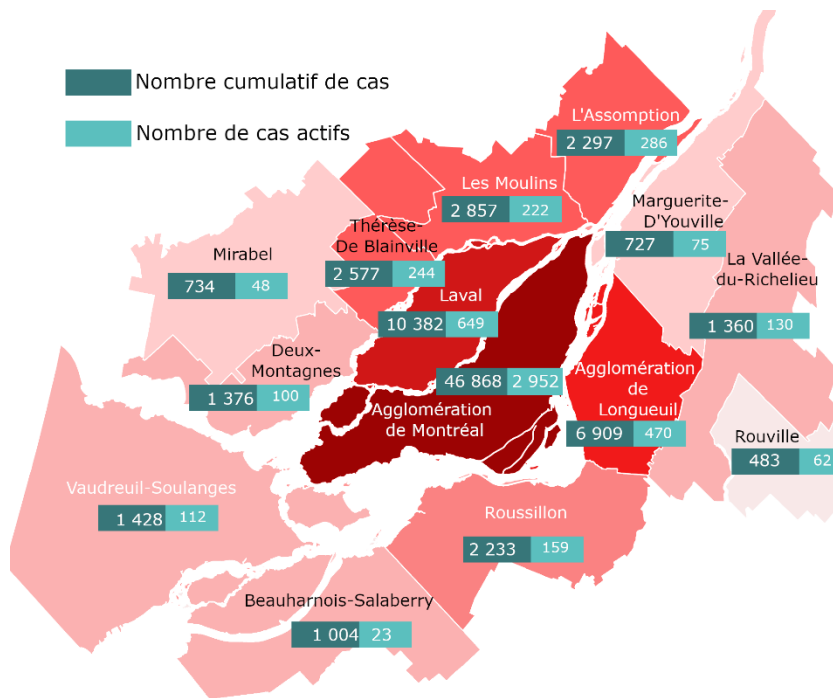 Nombre cumulatif de cas
Nombre de cas actifs
L'Assomption
2 297 286
Les Moulins
2 857 222
Marguerite-
D'Youville
727 75
La Vallée-
du-Richelieu
1 360 130
Thérèse-
De Blainville
2 577 244
Mirabel
734 48
Laval
10 382 649
Deux-
Montagnes
1 376 100
46 868 2 952
Agglomération
de Montréal
Agglomération
de
Longueuil
6 909 470
Rouville
483 62
Vaudreuil-Soulanges
1 428 112
Roussillon
2 233 159
Beauharnois-Salaberry
1 004 23